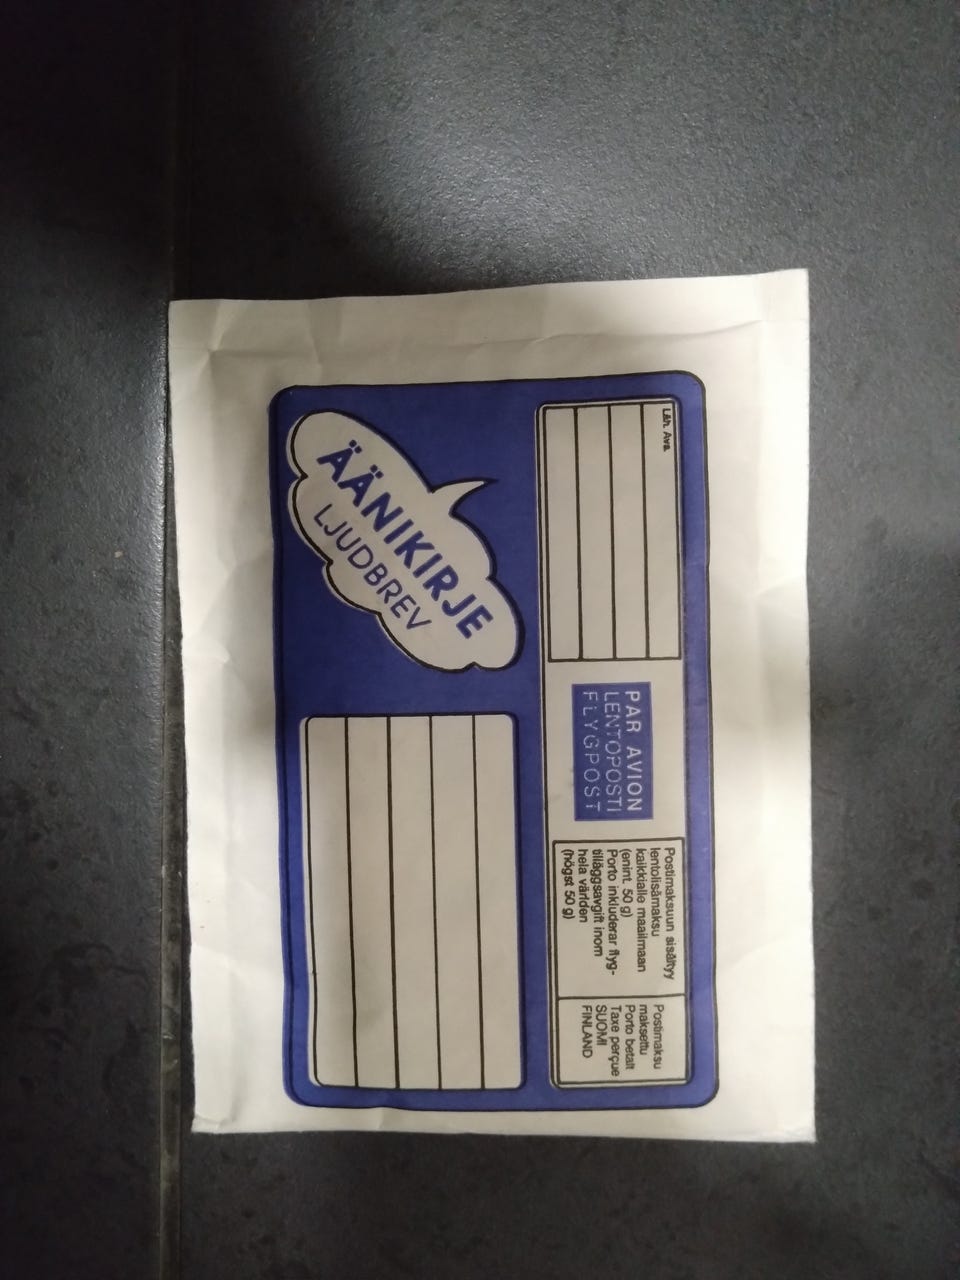 Läh. Avs.
PAR AVION
LENTOPOSTI
FLYGPOST
Postimaksuun sisältyy
lentolisämaksu
kaikkialle maailmaan
(enint. 50 g)
Porto inkluderar flyg-
tilläggsavgift inom
hela världen
(högst 50 g)
Postimaksu
maksettu
Porto betalt
Taxe perçue
SUOMI
FINLAND
ÄÄNIKIRJE
LJUDBREV